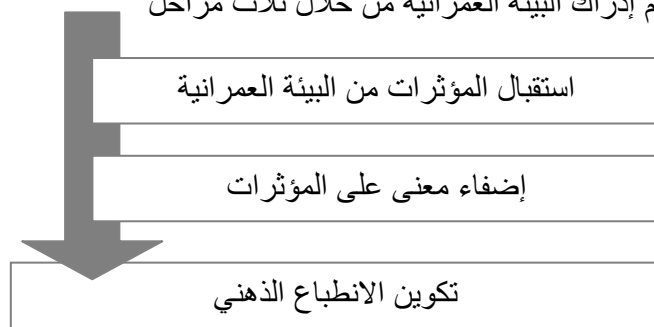 إدراك البيئة العمرانية من خلال ثلاث مراحل
استقبال المؤثرات من البيئة العمرانية
إضفاء معنى على المؤثرات
تكوين الانطباع الذهني